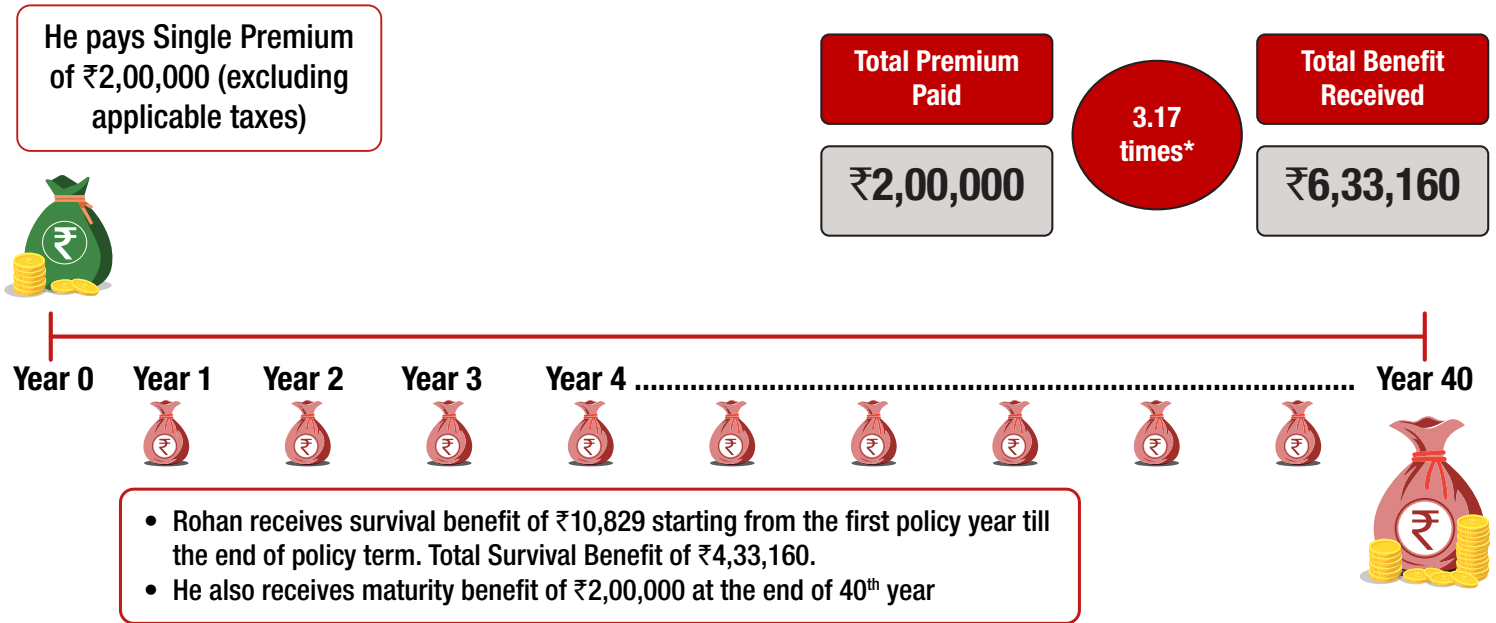 He pays Single Premium
of ₹2,00,000 (excluding
applicable taxes)
Total Premium
Paid
₹2,00,000
3.17
times*
Total Benefit
Received
₹6,33,160
₹
Year 0 Year 1 Year 2 Year 3 Year 4 ........................................................................................................ Year 40
₹ ₹ ₹ ₹ ₹ ₹ ₹ ₹ ₹
₹
• Rohan receives survival benefit of ₹10,829 starting from the first policy year till
the end of policy term. Total Survival Benefit of ₹4,33,160.
• He also receives maturity benefit of ₹2,00,000 at the end of 40th year